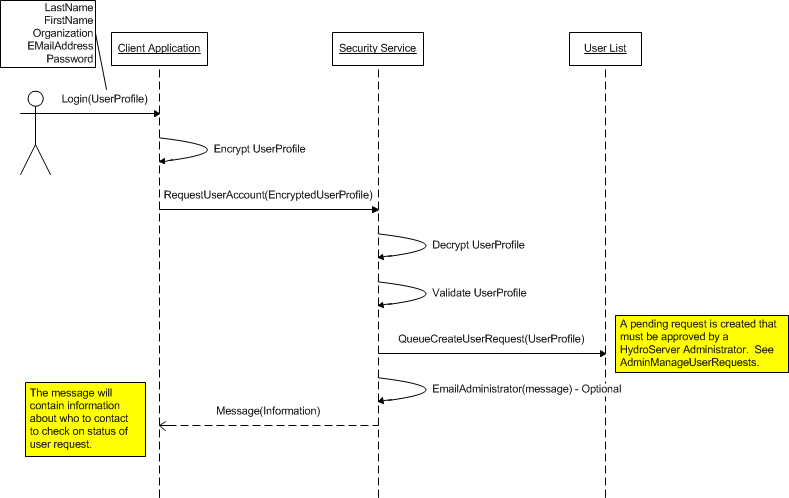 LastName
FirstName
Organization
EMailAddress
Password
Client Application
Security Service
User List
Login(UserProfile)
Encrypt UserProfile
RequestUserAccount(EncryptedUserProfile)
Decrypt UserProfile
Validate UserProfile
QueueCreateUserRequest(UserProfile)
A pending request is created that
must be approved by a
HydroServer Administrator.  See
AdminManageUserRequests.
EmailAdministrator(message) - Optional
The message will
contain information
about who to contact
to check on status of
user request.
Message(Information)